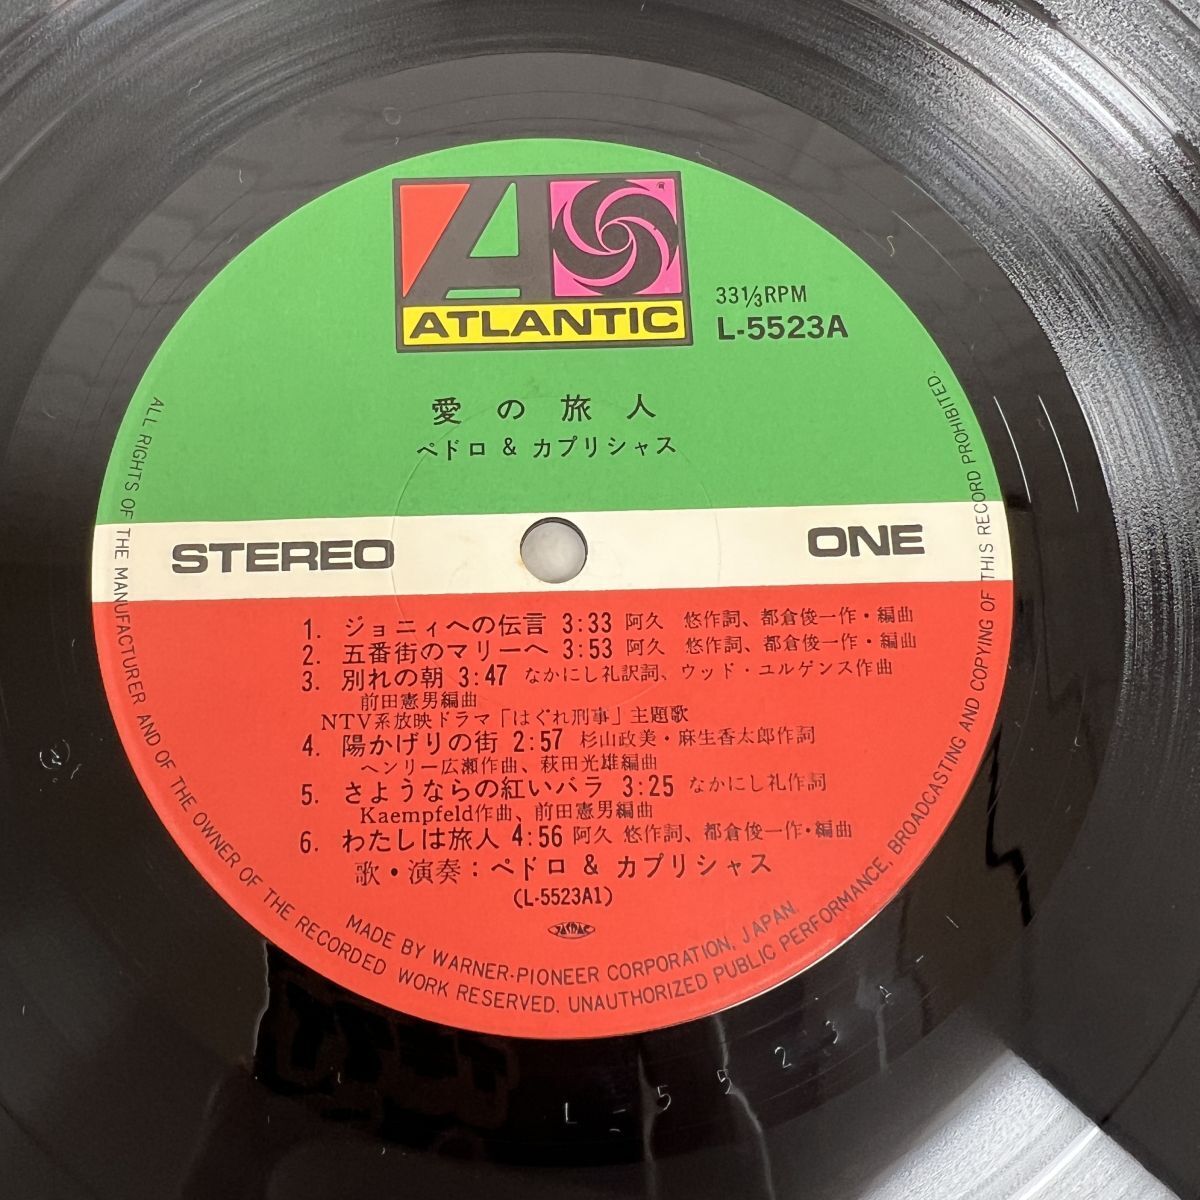 ATLANTIC
33⅓RPM
L-5523A
愛の旅人
ペドロ & カプリシャス
STEREO
ONE
1. ジョニィへの伝言 3:33 阿久 悠作詞、都倉俊一作・編曲
2. 五番街のマリーへ 3:53 阿久 悠作詞、都倉俊一作・編曲
3. 別れの朝 3:47 なかにし礼訳詞、ウッド・ユルゲンス作曲
前田憲男編曲
NTV系放映ドラマ「はぐれ刑事」主題歌
4. 陽かげりの街 2:57 杉山政美・麻生香太郎作詞
ヘンリー広瀬作曲、萩田光雄編曲
5. さようならの紅いバラ 3:25 なかにし礼作詞
Kaempfeld作曲、前田憲男編曲
6. わたしは旅人 4:56 阿久 悠作詞、都倉俊一作・編曲
歌・演奏：ペドロ & カプリシャス
(L-5523A1)
JASRAC
MADE BY WARNER-PIONEER CORPORATION, JAPAN.
ALL RIGHTS OF THE MANUFACTURER AND OF THE OWNER OF THE RECORDED WORK RESERVED. UNAUTHORIZED PUBLIC PERFORMANCE, BROADCASTING AND COPYING OF THIS RECORD PROHIBITED.